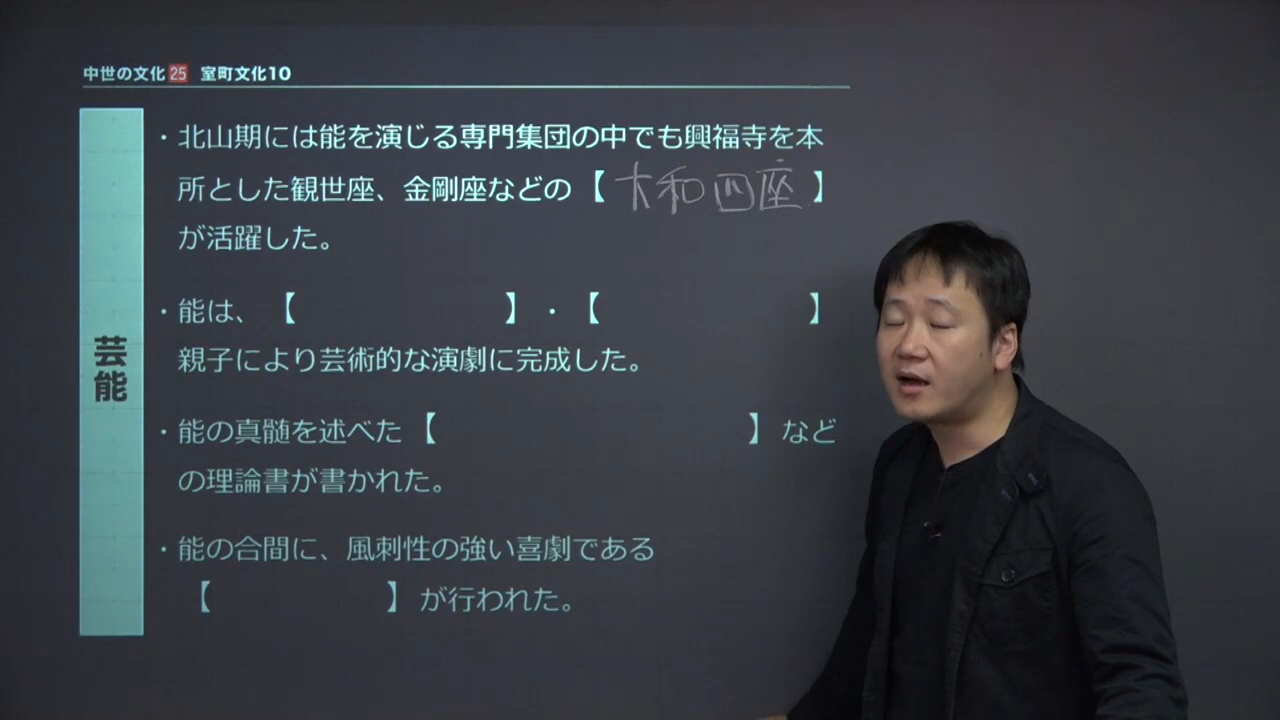 中世の文化 25 室町文化10
芸能
・北山期には能を演じる専門集団の中でも興福寺を本
所とした観世座、金剛座などの【大和四座】
が活躍した。
・能は、【 】・【 】
親子により芸術的な演劇に完成した。
・能の真髄を述べた【 】など
の理論書が書かれた。
・能の合間に、風刺性の強い喜劇である
【 】が行われた。